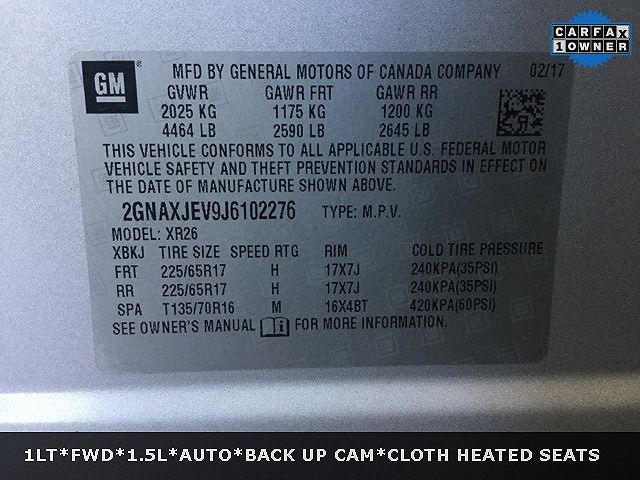 CARFAX
1 OWNER
GM
MFD BY GENERAL MOTORS OF CANADA COMPANY 02/17
GVWR GAWR FRT GAWR RR
2025 KG 1175 KG 1200 KG
4464 LB 2590 LB 2645 LB
THIS VEHICLE CONFORMS TO ALL APPLICABLE U.S. FEDERAL MOTOR
VEHICLE SAFETY AND THEFT PREVENTION STANDARDS IN EFFECT ON
THE DATE OF MANUFACTURE SHOWN ABOVE.
2GNAXJEV9J6102276 TYPE: M.P.V.
MODEL: XR26
XBKJ TIRE SIZE SPEED RTG RIM COLD TIRE PRESSURE
FRT 225/65R17 H 17X7J 240KPA(35PSI)
RR 225/65R17 H 17X7J 240KPA(35PSI)
SPA T135/70R16 M 16X4BT 420KPA(60PSI)
SEE OWNER'S MANUAL FOR MORE INFORMATION.
1LT*FWD*1.5L*AUTO*BACK UP CAM*CLOTH HEATED SEATS